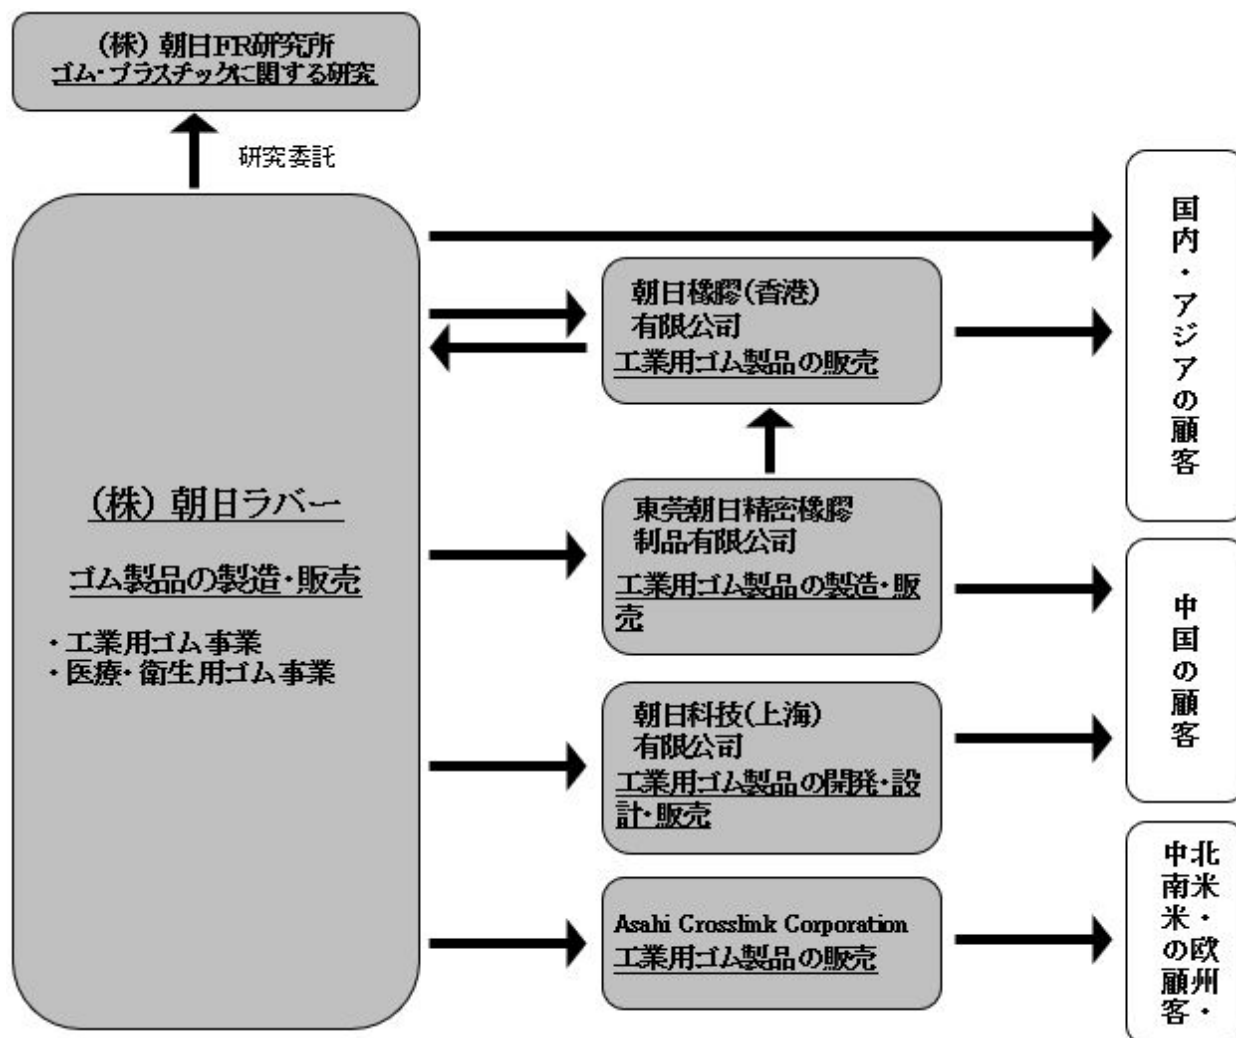 (株) 朝日FR研究所
ゴム・プラスチックに関する研究
研究委託
(株) 朝日ラバー
ゴム製品の製造・販売
・工業用ゴム事業
・医療・衛生用ゴム事業
朝日橡膠(香港)
有限公司
工業用ゴム製品の販売
東莞朝日精密橡膠
制品有限公司
工業用ゴム製品の製造・販
売
朝日科技(上海)
有限公司
工業用ゴム製品の開発・設
計・販売
Asahi Crosslink Corporation
工業用ゴム製品の販売
国内・アジアの顧客
中国の顧客
北米・欧州・
中南米の顧客